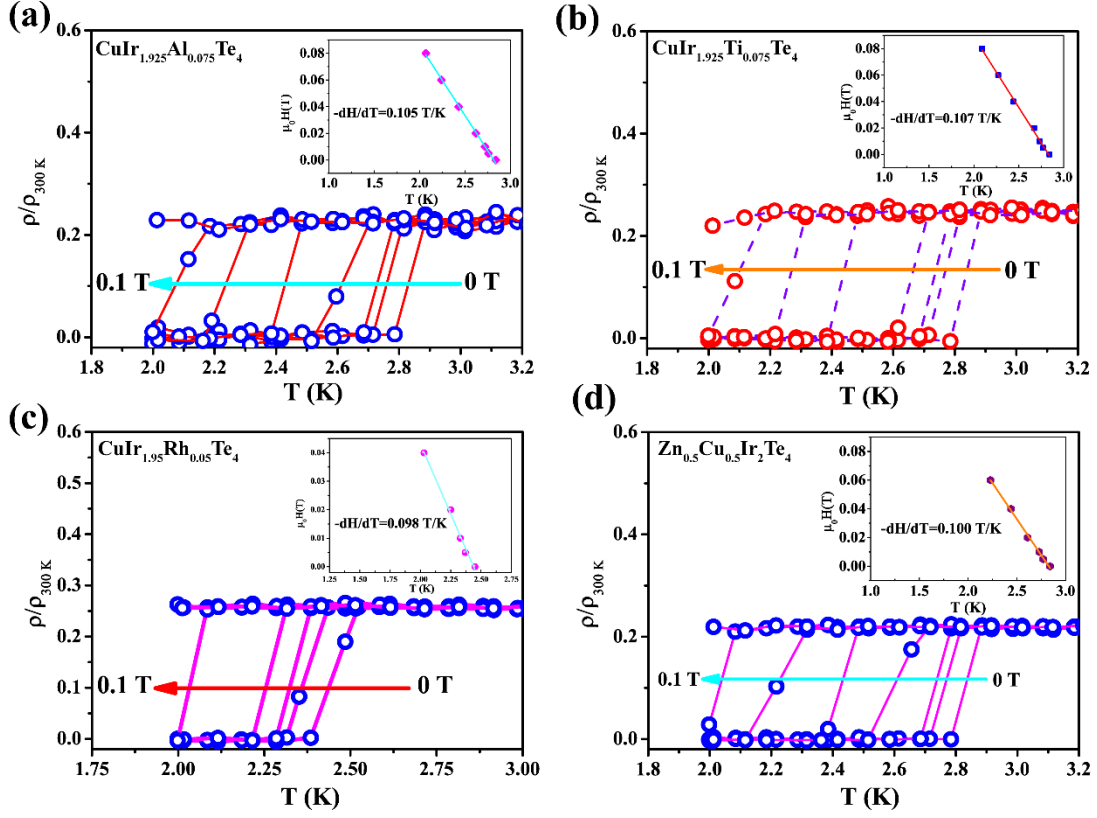 (a)
CuIr1.925Al0.075Te4
0.6
0.4
0.2
0.0
ρ/ρ300 K
1.8 2.0 2.2 2.4 2.6 2.8 3.0 3.2
T (K)
0.1 T
0 T
0.08
0.06
0.04
0.02
0.00
μ0H(T)
-dH/dT=0.105 T/K
1.0 1.5 2.0 2.5 3.0
T (K)
(b)
CuIr1.925Ti0.075Te4
0.6
0.4
0.2
0.0
ρ/ρ300 K
1.8 2.0 2.2 2.4 2.6 2.8 3.0 3.2
T (K)
0.1 T
0 T
0.08
0.06
0.04
0.02
0.00
μ0H(T)
-dH/dT=0.107 T/K
1.0 1.5 2.0 2.5 3.0
T (K)
(c)
CuIr1.95Rh0.05Te4
0.6
0.5
0.4
0.3
0.2
0.1
0.0
ρ/ρ300 K
1.75 2.00 2.25 2.50 2.75 3.00
T (K)
0.1 T
0 T
0.04
0.03
0.02
0.01
0.00
μ0H(T)
-dH/dT=0.098 T/K
1.25 1.50 1.75 2.00 2.25 2.50 2.75
T (K)
(d)
Zn0.5Cu0.5Ir2Te4
0.6
0.4
0.2
0.0
ρ/ρ300 K
1.8 2.0 2.2 2.4 2.6 2.8 3.0 3.2
T (K)
0.1 T
0 T
0.08
0.06
0.04
0.02
0.00
μ0H(T)
-dH/dT=0.100 T/K
1.0 1.5 2.0 2.5 3.0
T (K)